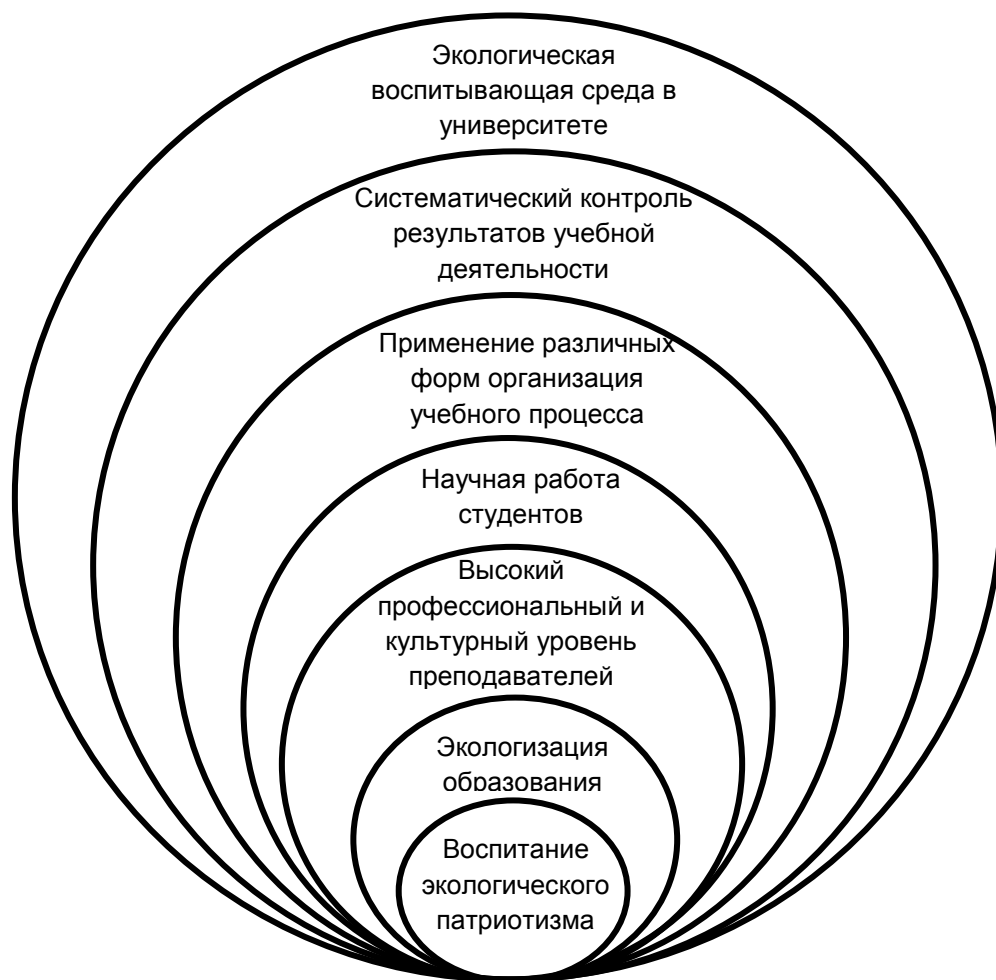 Экологическая
воспитывающая среда в
университете
Систематический контроль
результатов учебной
деятельности
Применение различных
форм организация
учебного процесса
Научная работа
студентов
Высокий
профессиональный и
культурный уровень
преподавателей
Экологизация
образования
Воспитание
экологического
патриотизма